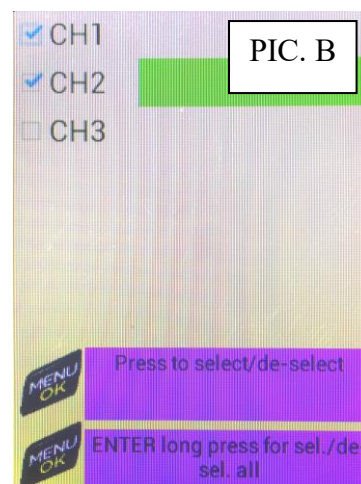 CH1
PIC. B
CH2
CH3
MENU
OK
Press to select/de-select
MENU
OK
ENTER long press for sel./de
sel. all